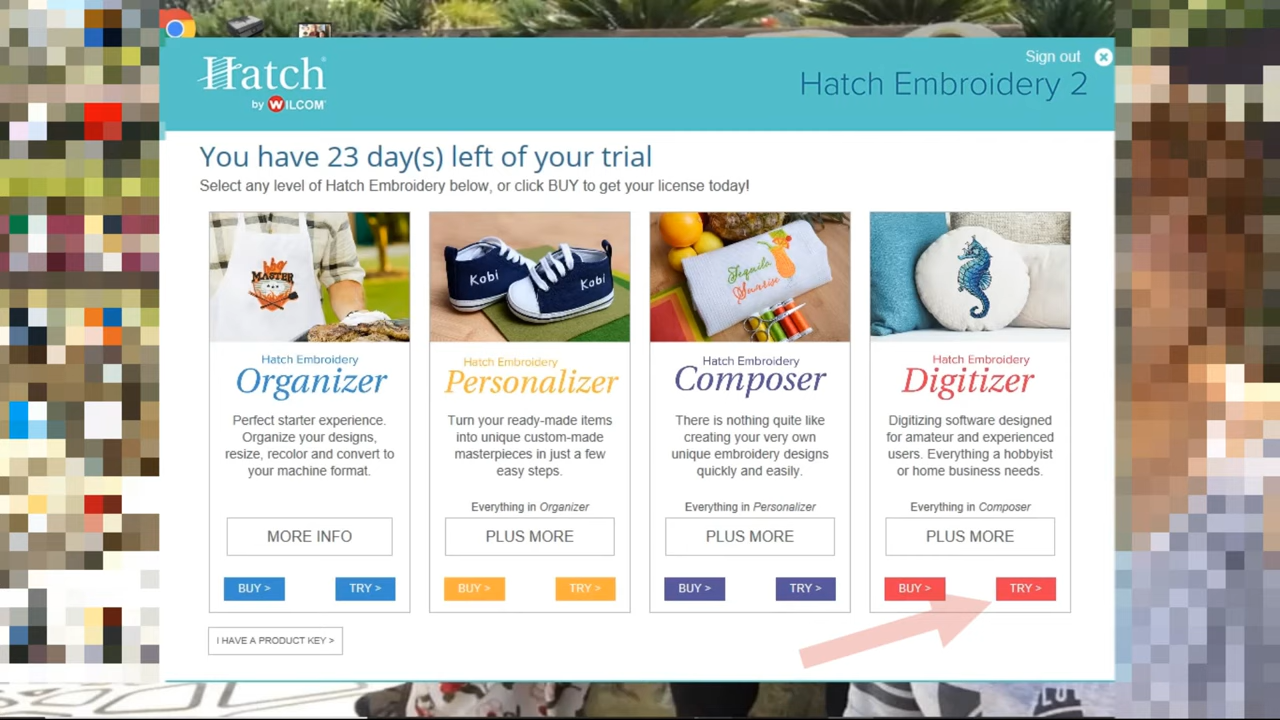 Hatch
by WILCOM
Sign out
Hatch Embroidery 2
You have 23 day(s) left of your trial
Select any level of Hatch Embroidery below, or click BUY to get your license today!
MASTER
Hatch Embroidery
Organizer
Perfect starter experience.
Organize your designs,
resize, recolor and convert to
your machine format.
MORE INFO
BUY >
TRY >
Kobi
Kobi
Hatch Embroidery
Personalizer
Turn your ready-made items
into unique custom-made
masterpieces in just a few
easy steps.
Everything in Organizer
PLUS MORE
BUY >
TRY >
Tequila
Sunrise
Hatch Embroidery
Composer
There is nothing quite like
creating your very own
unique embroidery designs
quickly and easily.
Everything in Personalizer
PLUS MORE
BUY >
TRY >
Hatch Embroidery
Digitizer
Digitizing software designed
for amateur and experienced
users. Everything a hobbyist
or home business needs.
Everything in Composer
PLUS MORE
BUY >
TRY >
I HAVE A PRODUCT KEY >